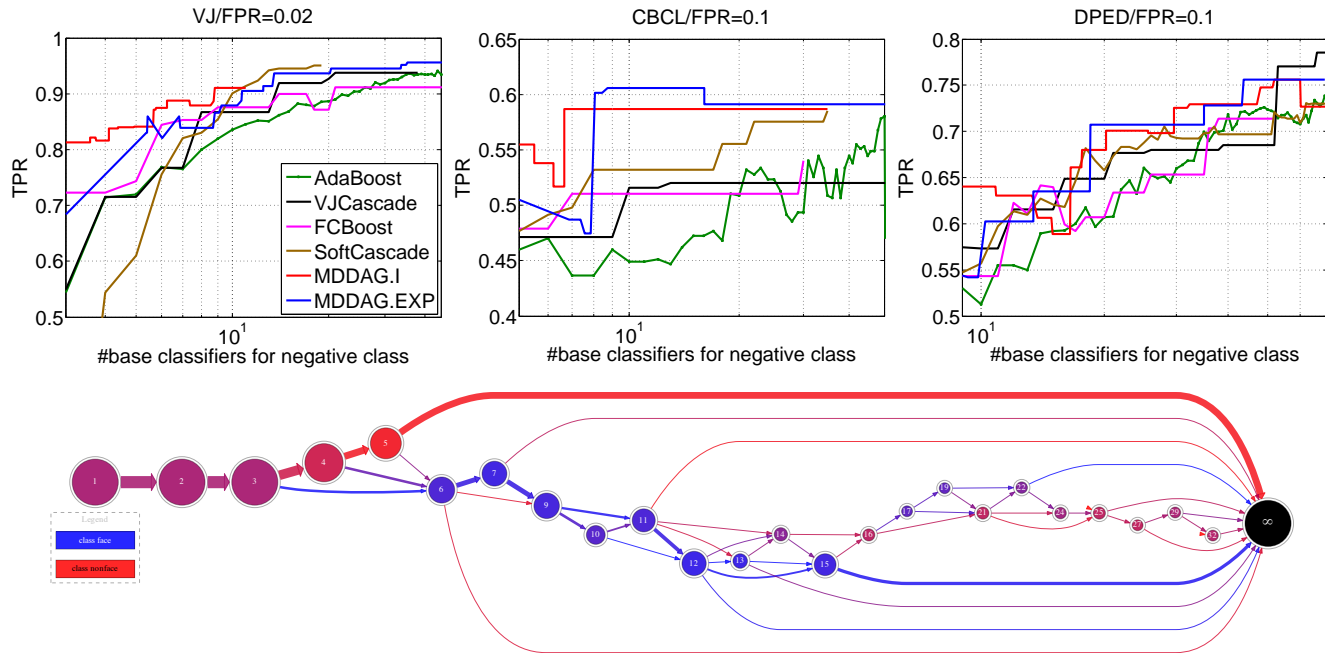 VJ/FPR=0.02
CBCL/FPR=0.1
DPED/FPR=0.1
1
0.9
0.8
0.7
0.6
0.5
TPR
AdaBoost
VJCascade
FCBoost
SoftCascade
MDDAG.I
MDDAG.EXP
10^1
#base classifiers for negative class
0.65
0.6
0.55
0.5
0.45
0.4
TPR
10^1
#base classifiers for negative class
0.8
0.75
0.7
0.65
0.6
0.55
0.5
TPR
10^1
#base classifiers for negative class
1
2
3
4
5
6
7
9
10
11
12
13
14
15
16
17
19
21
22
24
25
27
29
32
∞
Legend
class face
class nonface